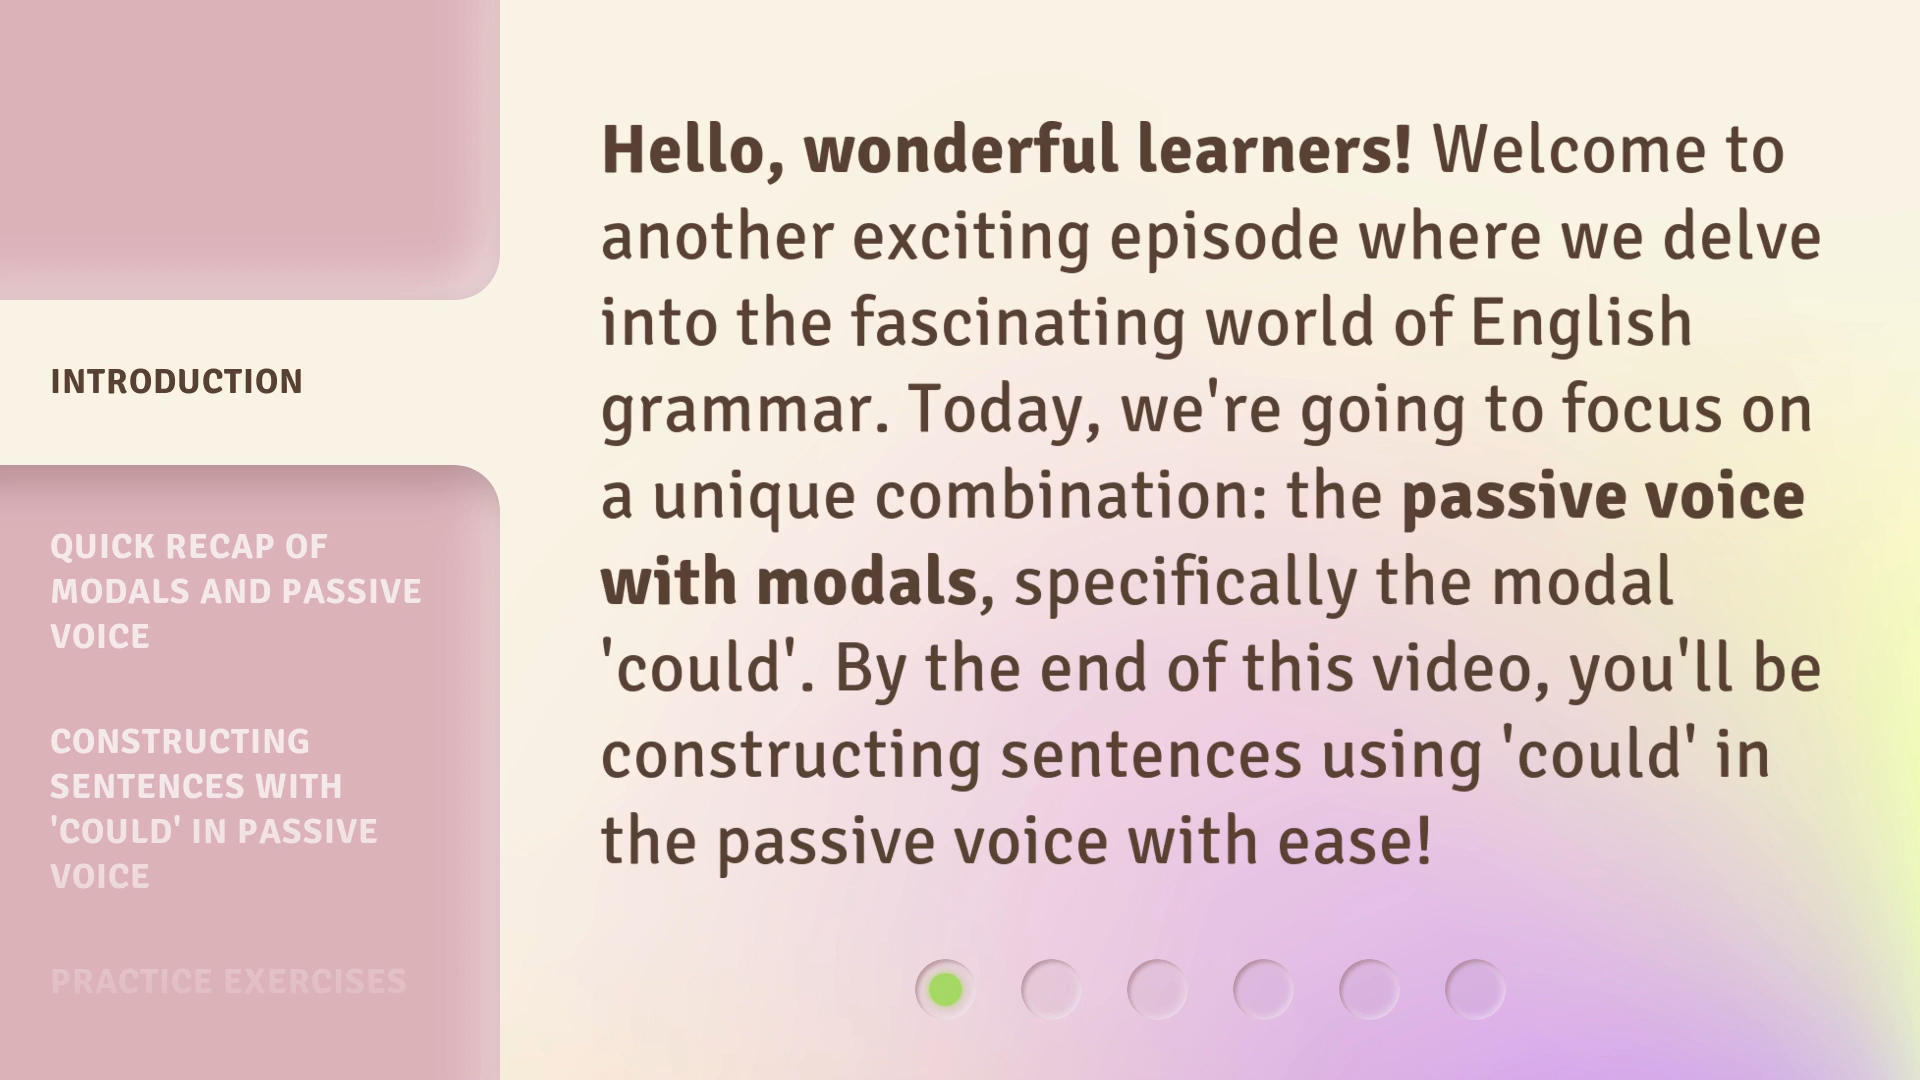 INTRODUCTION
QUICK RECAP OF
MODALS AND PASSIVE
VOICE
CONSTRUCTING
SENTENCES WITH
'COULD' IN PASSIVE
VOICE
PRACTICE EXERCISES
Hello, wonderful learners! Welcome to
another exciting episode where we delve
into the fascinating world of English
grammar. Today, we're going to focus on
a unique combination: the passive voice
with modals, specifically the modal
'could'. By the end of this video, you'll be
constructing sentences using 'could' in
the passive voice with ease!